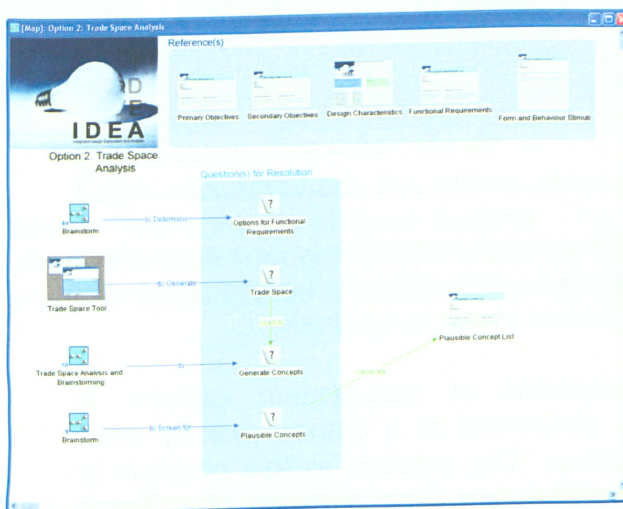 [Map]: Option 2: Trade Space Analysis
Reference(s)
Primary Objectives
Secondary Objectives
Design Characteristics
Functional Requirements
Form and Behaviour Stimuli
IDEA
Option 2 Trade Space
Analysis
Question(s) for Resolution
44
Brainstorm
to Determine
?
Options for Functional
Requirements
Trade Space Tool
to Generate
?
Trade Space
Trade Space Analysis and
Brainstorming
to
?
Generate Concepts
Brainstorm
to Screen for
?
Plausible Concepts
Plausible Concept List